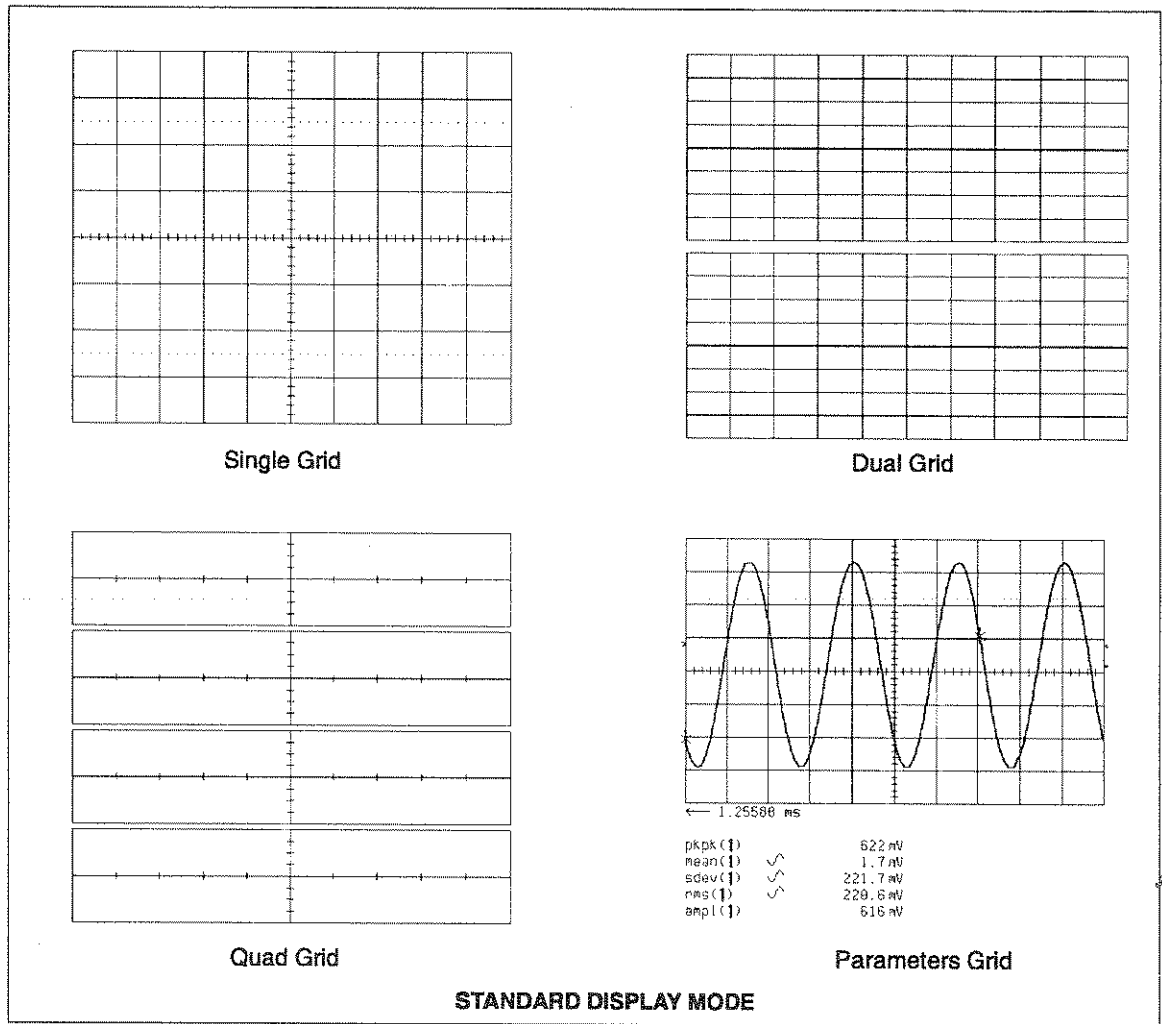 Single Grid
Dual Grid
← 1.25580 ms
pkpk(1) 622 mV
mean(1) 1.7 mV
sdev(1) 221.7 mV
rms(1) 220.6 mV
ampl(1) 616 mV
Quad Grid
Parameters Grid
STANDARD DISPLAY MODE